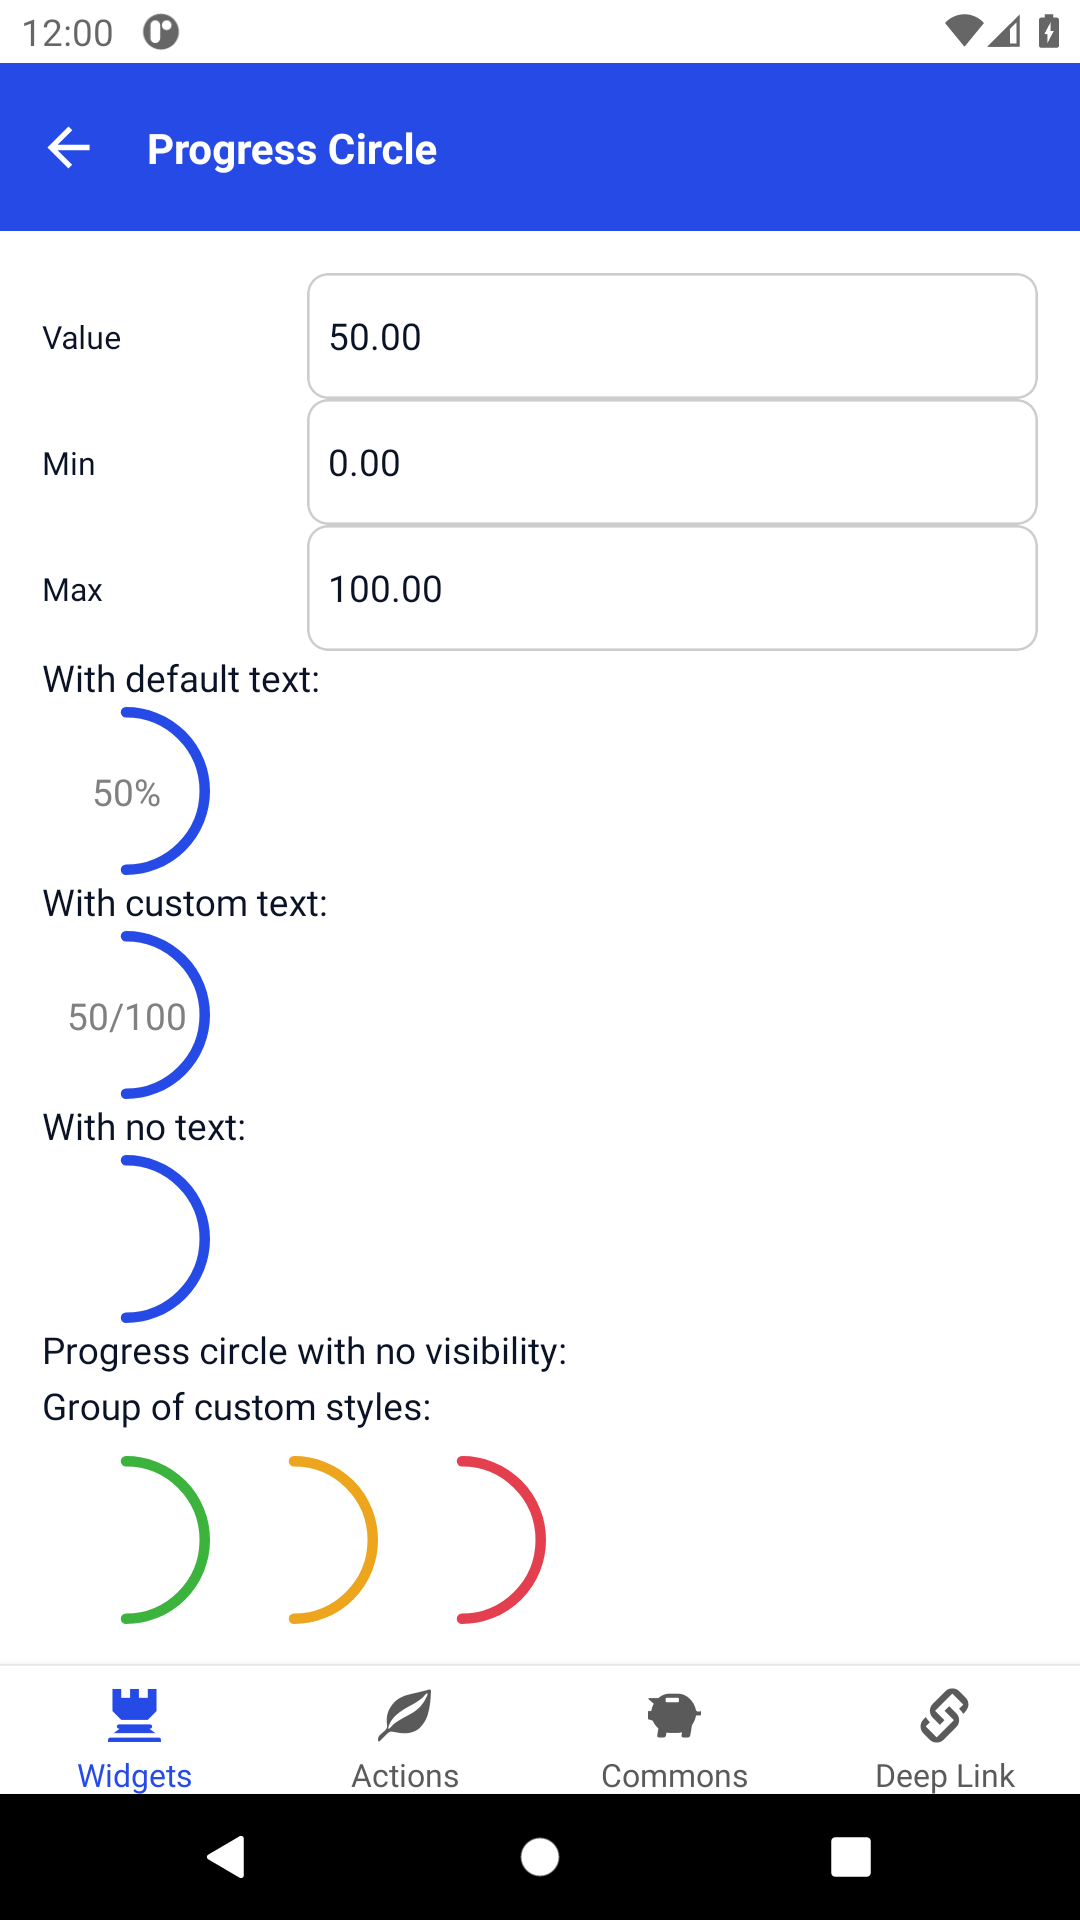 12:00
Progress Circle
Value 50.00
Min 0.00
Max 100.00
With default text:
50%
With custom text:
50/100
With no text:
Progress circle with no visibility:
Group of custom styles:
Widgets Actions Commons Deep Link